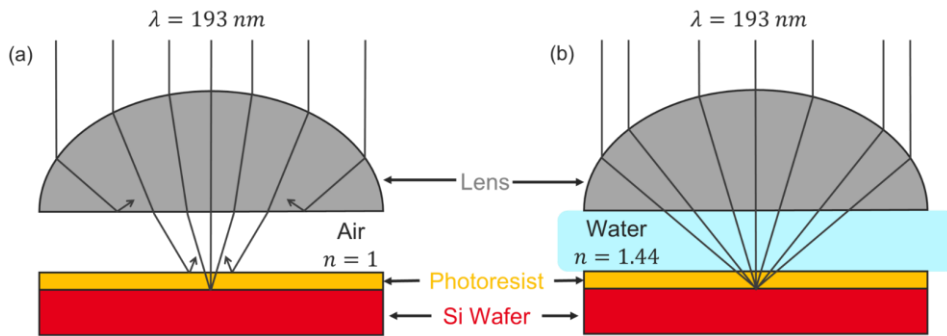 λ = 193 nm
λ = 193 nm
(a)
(b)
Lens
Air
n = 1
Water
n = 1.44
Photoresist
Si Wafer